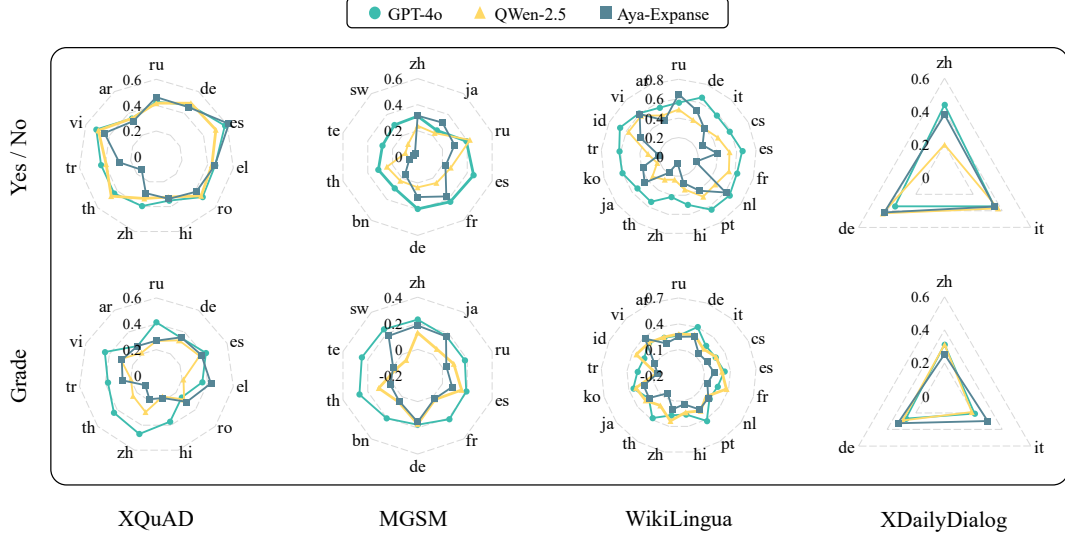 GPT-4o QWen-2.5 Aya-Expanse
Yes / No
ru
de
es
el
ro
hi
zh
th
tr
vi
ar
0.6
0.4
0.2
0
zh
ja
ru
es
fr
de
bn
th
te
sw
0.6
0.4
0.2
0
ru
de
it
cs
es
fr
nl
pt
hi
zh
th
ja
ko
tr
id
vi
ar
0.8
0.6
0.4
0.2
0
zh
it
de
0.6
0.4
0.2
0
Grade
ru
de
es
el
ro
hi
zh
th
tr
vi
ar
0.6
0.4
0.2
0
zh
ja
ru
es
fr
de
bn
th
te
sw
0.4
0.2
0
-0.2
ru
de
it
cs
es
fr
nl
pt
hi
zh
th
ja
ko
tr
id
vi
ar
0.7
0.4
0.1
-0.2
zh
it
de
0.6
0.4
0.2
0
XQuAD MGSM WikiLingua XDailyDialog